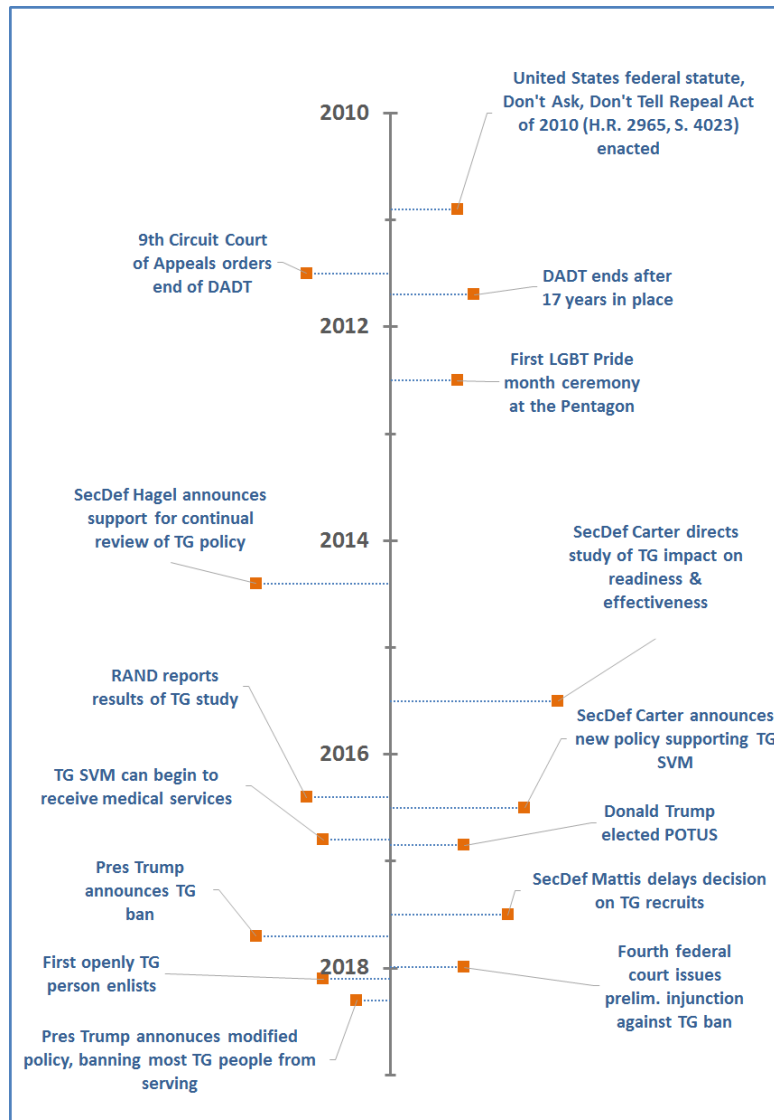 United States federal statute,
Don't Ask, Don't Tell Repeal Act
of 2010 (H.R. 2965, S. 4023)
enacted
2010
9th Circuit Court
of Appeals orders
end of DADT
DADT ends after
17 years in place
2012
First LGBT Pride
month ceremony
at the Pentagon
SecDef Hagel announces
support for continual
review of TG policy
2014
SecDef Carter directs
study of TG impact on
readiness &
effectiveness
RAND reports
results of TG study
SecDef Carter announces
new policy supporting TG
SVM
2016
TG SVM can begin to
receive medical services
Donald Trump
elected POTUS
Pres Trump
announces TG
ban
SecDef Mattis delays decision
on TG recruits
First openly TG
person enlists
2018
Fourth federal
court issues
prelim. injunction
against TG ban
Pres Trump annonuces modified
policy, banning most TG people from
serving